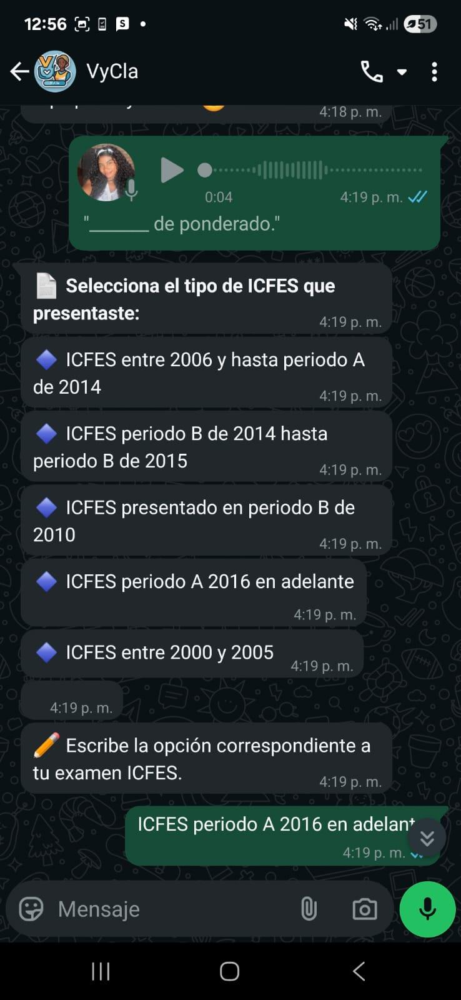 12:56 S 51
VyCla
4:18 p. m.
0:04 4:19 p. m.
"______ de ponderado."
Selecciona el tipo de ICFES que
presentaste:
4:19 p. m.
ICFES entre 2006 y hasta periodo A
de 2014
4:19 p. m.
ICFES periodo B de 2014 hasta
periodo B de 2015
4:19 p. m.
ICFES presentado en periodo B de
2010
4:19 p. m.
ICFES periodo A 2016 en adelante
4:19 p. m.
ICFES entre 2000 y 2005
4:19 p. m.
4:19 p. m.
Escribe la opción correspondiente a
tu examen ICFES.
4:19 p. m.
ICFES periodo A 2016 en adelant
4:19 p. m.
Mensaje